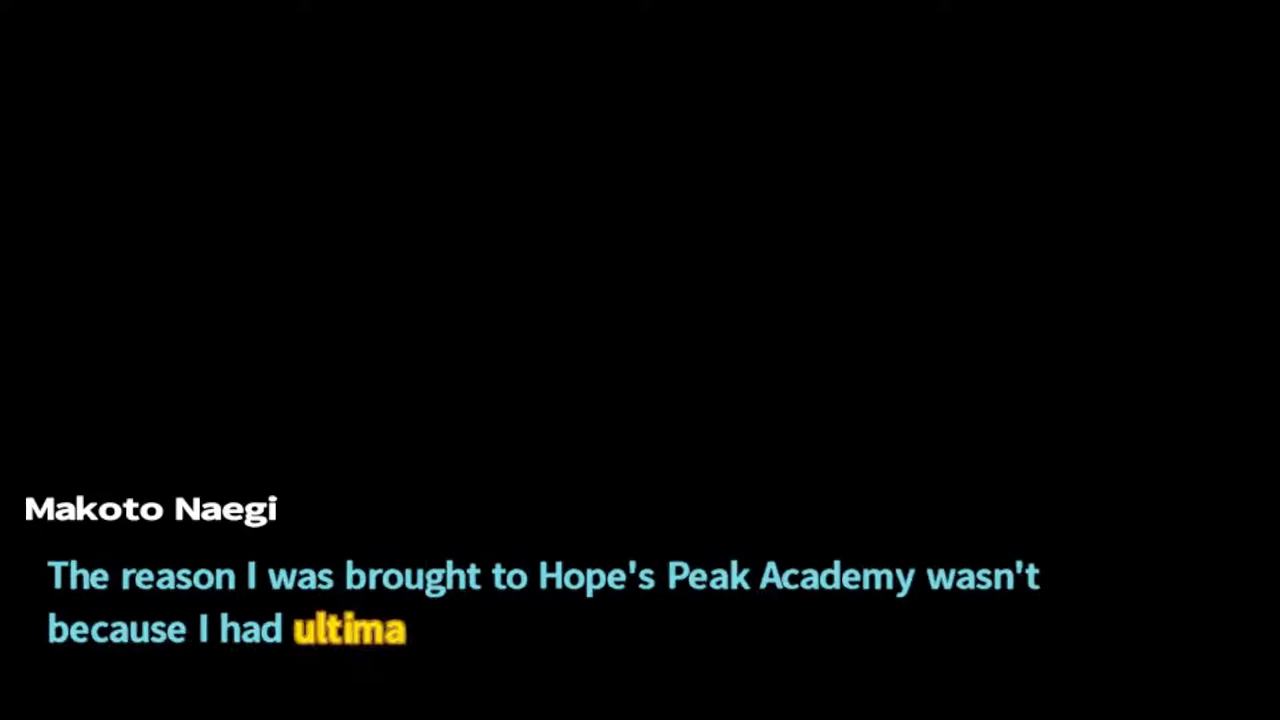 Makoto Naegi
The reason I was brought to Hope's Peak Academy wasn't
because I had ultima